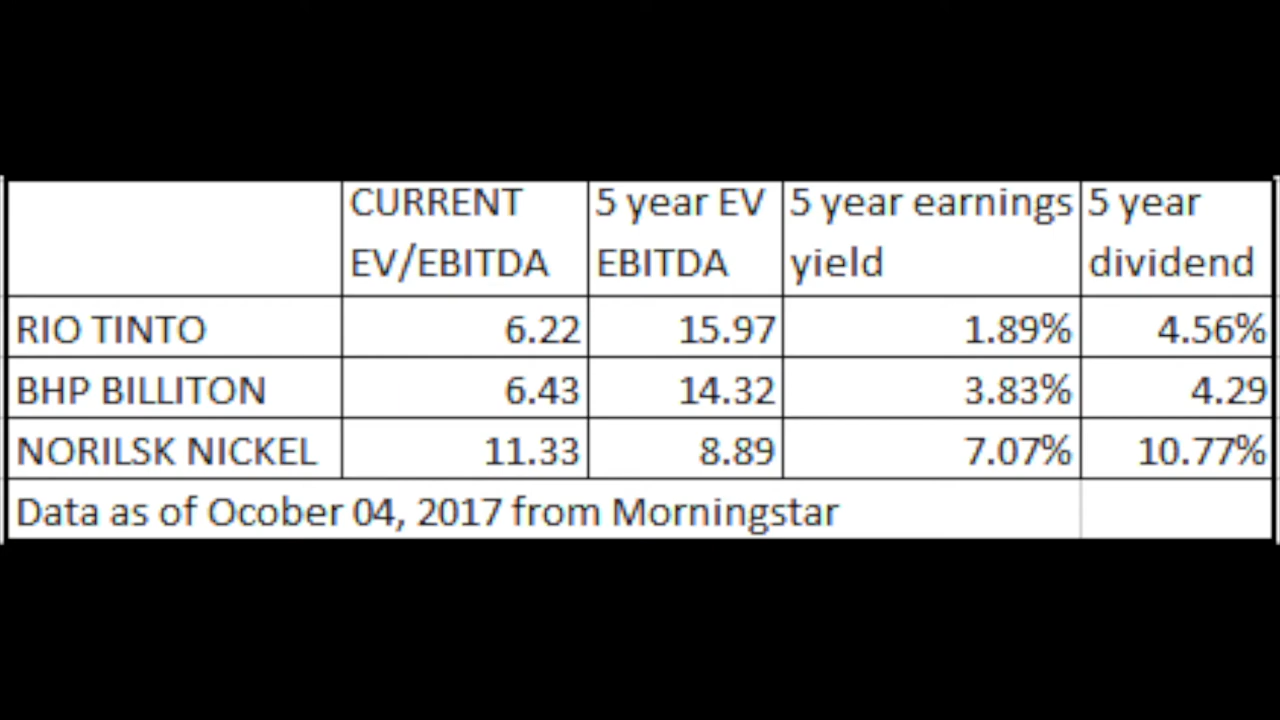 CURRENT EV/EBITDA 5 year EV EBITDA 5 year earnings yield 5 year dividend
RIO TINTO 6.22 15.97 1.89% 4.56%
BHP BILLITON 6.43 14.32 3.83% 4.29
NORILSK NICKEL 11.33 8.89 7.07% 10.77%
Data as of Ocober 04, 2017 from Morningstar